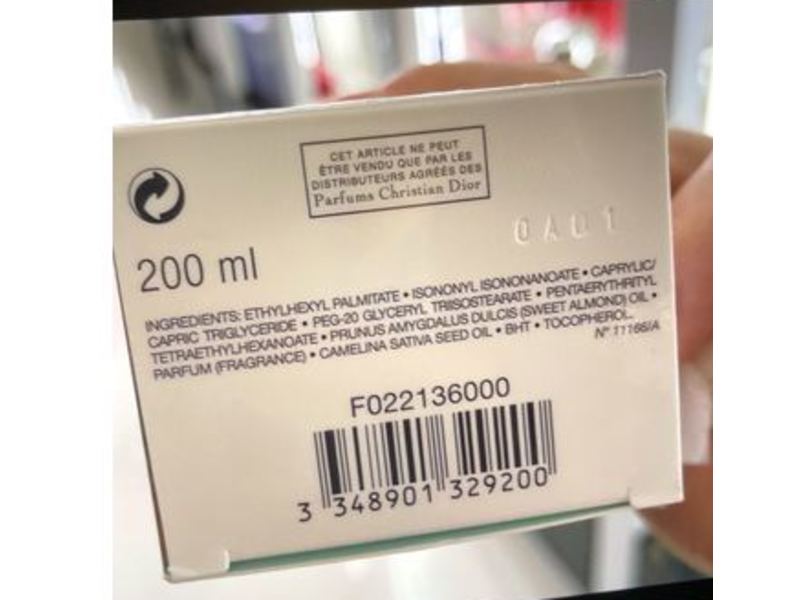 CET ARTICLE NE PEUT
ÊTRE VENDU QUE PAR LES
DISTRIBUTEURS AGRÉÉS DES
Parfums Christian Dior
0A01
200 ml
INGREDIENTS: ETHYLHEXYL PALMITATE • ISONONYL ISONONANOATE • CAPRYLIC/
CAPRIC TRIGLYCERIDE • PEG-20 GLYCERYL TRIISOSTEARATE • PENTAERYTHRITYL
TETRAETHYLHEXANOATE • PRUNUS AMYGDALUS DULCIS (SWEET ALMOND) OIL •
PARFUM (FRAGRANCE) • CAMELINA SATIVA SEED OIL • BHT • TOCOPHEROL.
N° 11166/A
F022136000
3 348901 329200